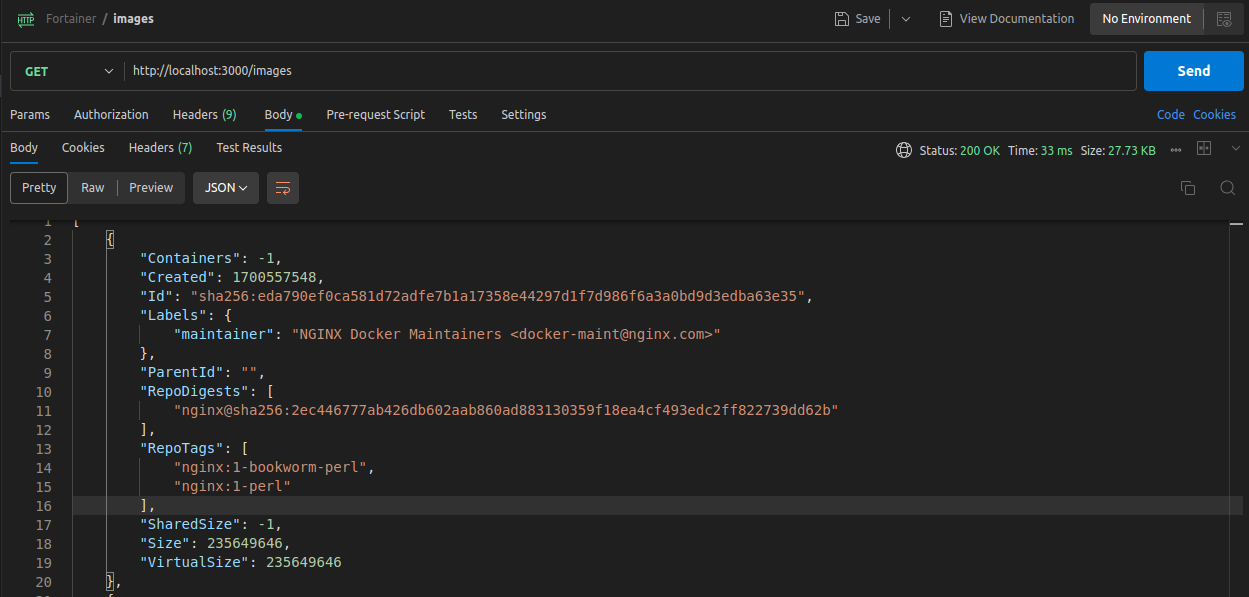 HTTP Fortainer / images Save View Documentation No Environment
GET http://localhost:3000/images Send
Params Authorization Headers (9) Body Pre-request Script Tests Settings Code Cookies
Body Cookies Headers (7) Test Results Status: 200 OK Time: 33 ms Size: 27.73 KB
Pretty Raw Preview JSON
1 [
2 {
3 "Containers": -1,
4 "Created": 1700557548,
5 "Id": "sha256:eda790ef0ca581d72adfe7b1a17358e44297d1f7d986f6a3a0bd9d3edba63e35",
6 "Labels": {
7 "maintainer": "NGINX Docker Maintainers <docker-maint@nginx.com>"
8 },
9 "ParentId": "",
10 "RepoDigests": [
11 "nginx@sha256:2ec446777ab426db602aab860ad883130359f18ea4cf493edc2ff822739dd62b"
12 ],
13 "RepoTags": [
14 "nginx:1-bookworm-perl",
15 "nginx:1-perl"
16 ],
17 "SharedSize": -1,
18 "Size": 235649646,
19 "VirtualSize": 235649646
20 },